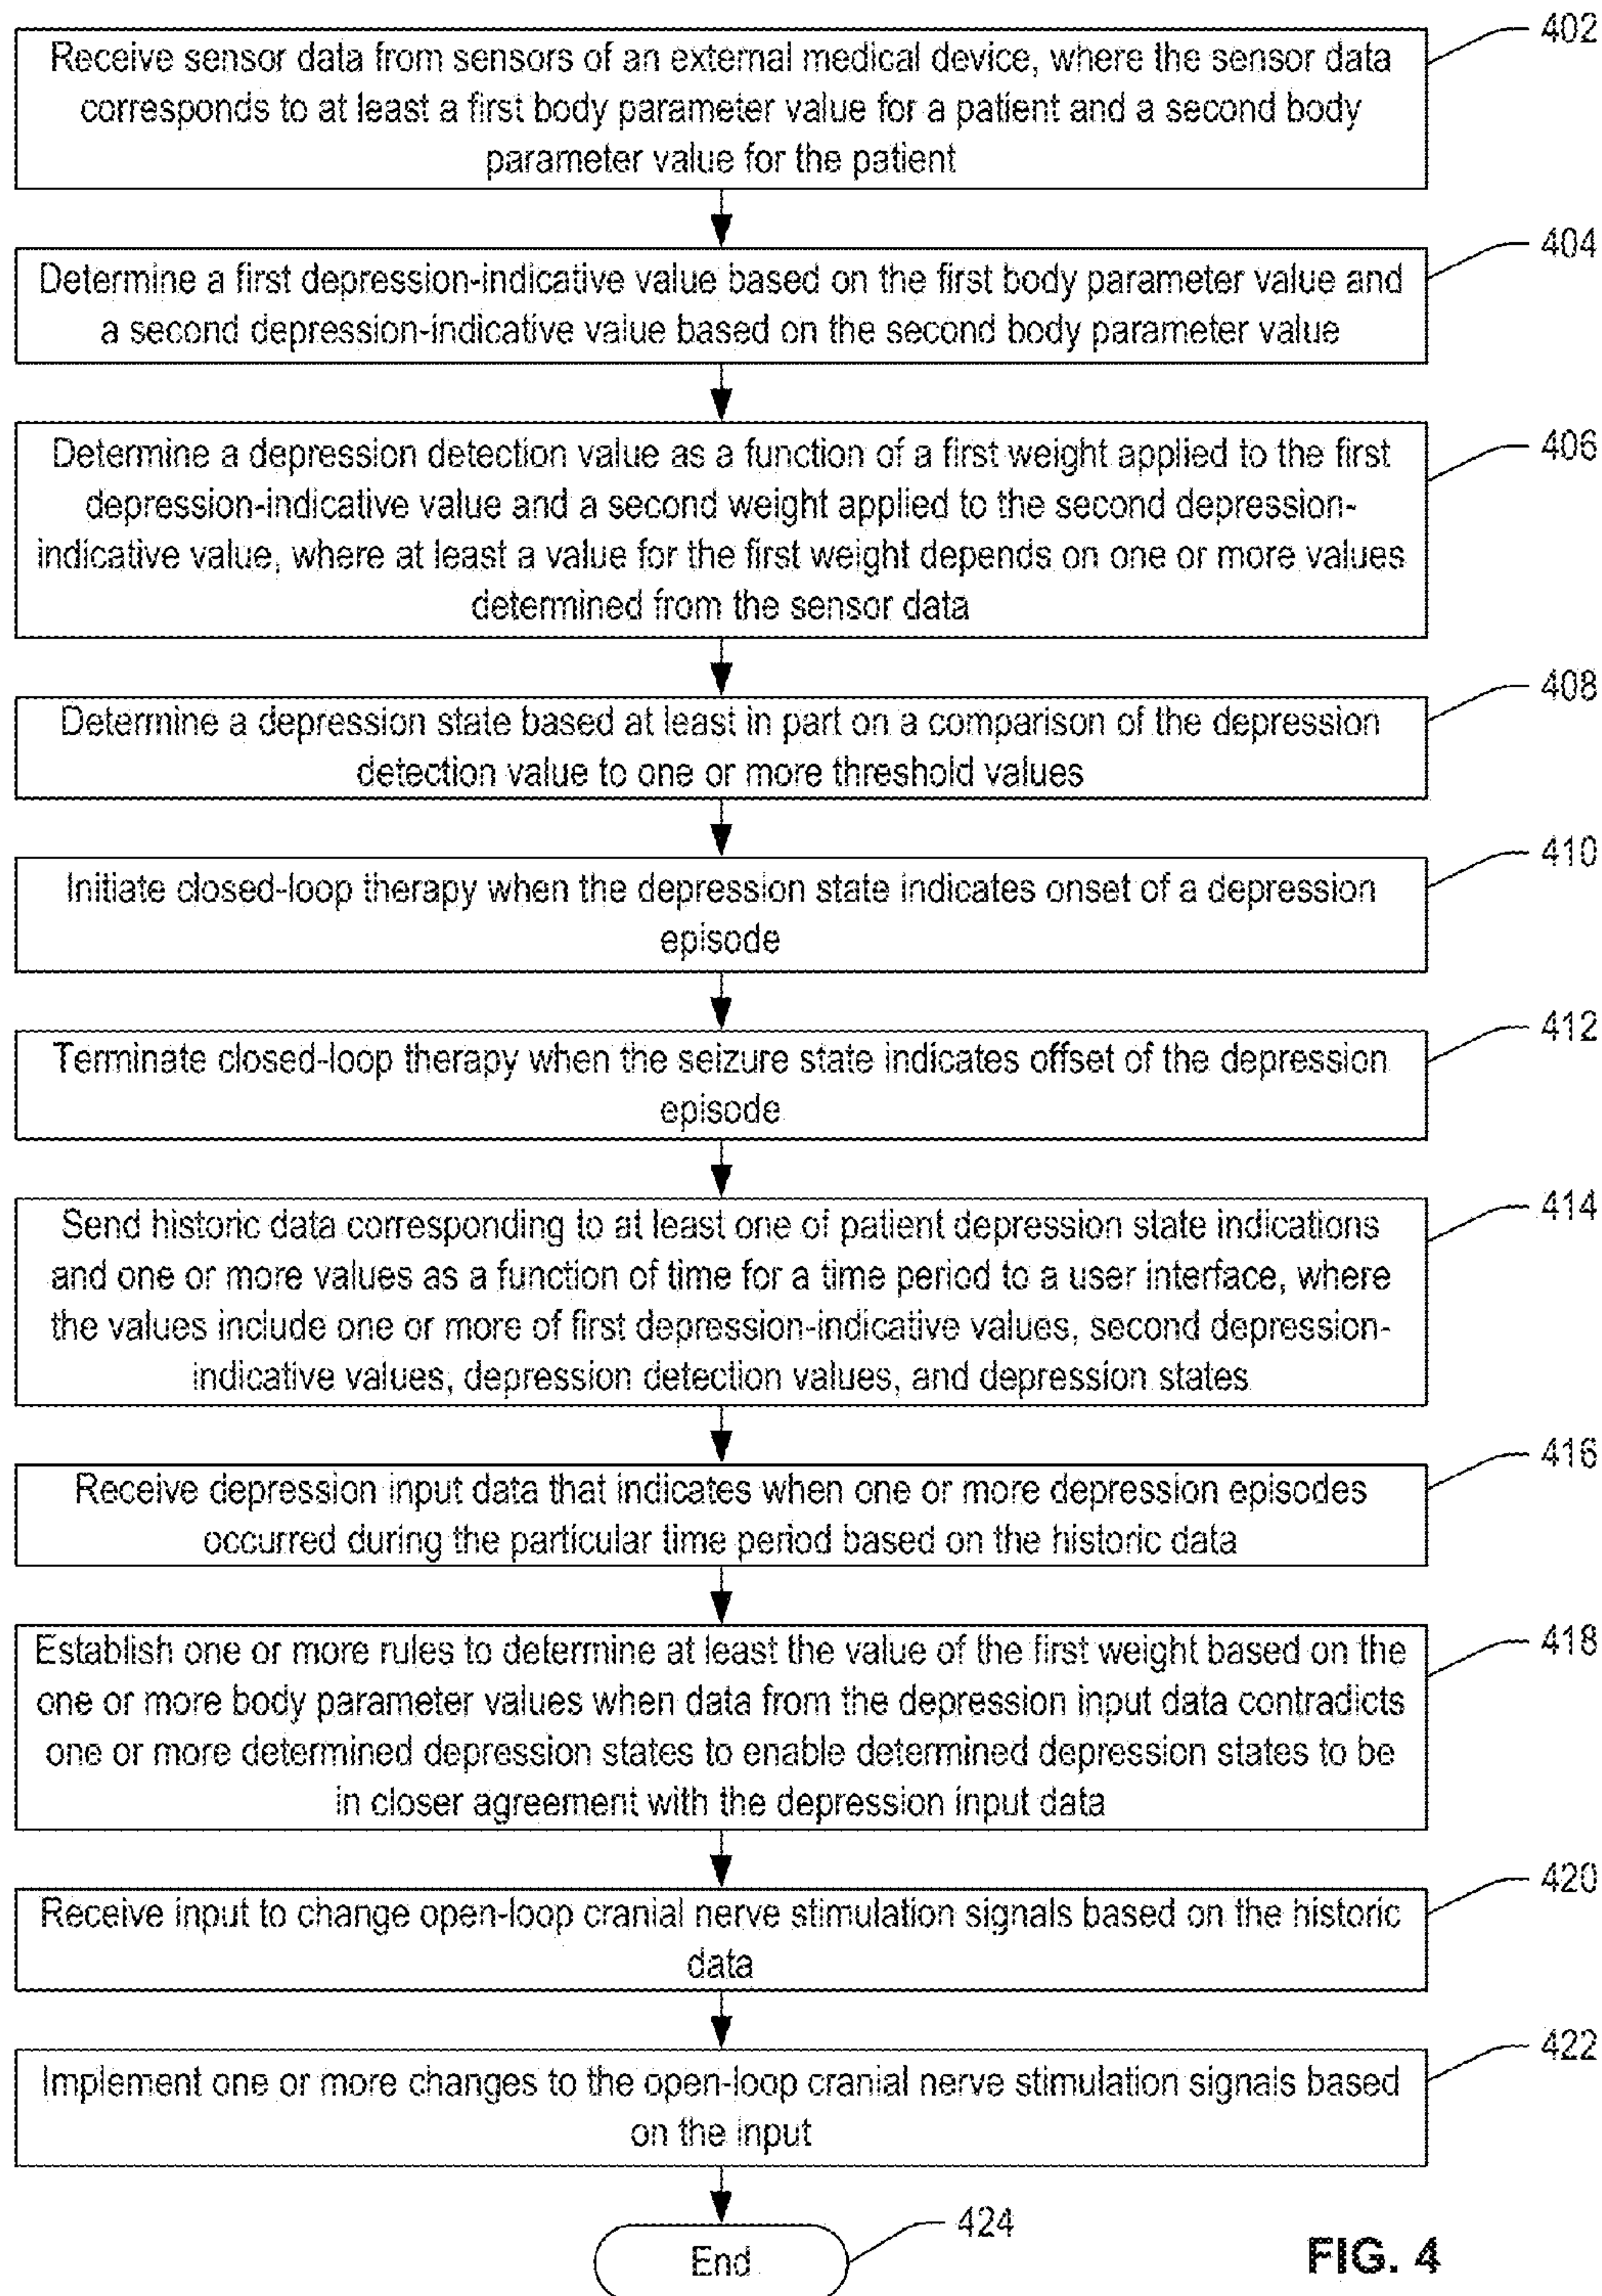 402
Receive sensor data from sensors of an external medical device, where the sensor data
corresponds to at least a first body parameter value for a patient and a second body
parameter value for the patient
404
Determine a first depression-indicative value based on the first body parameter value and
a second depression-indicative value based on the second body parameter value
406
Determine a depression detection value as a function of a first weight applied to the first
depression-indicative value and a second weight applied to the second depression-
indicative value, where at least a value for the first weight depends on one or more values
determined from the sensor data
408
Determine a depression state based at least in part on a comparison of the depression
detection value to one or more threshold values
410
Initiate closed-loop therapy when the depression state indicates onset of a depression
episode
412
Terminate closed-loop therapy when the seizure state indicates offset of the depression
episode
414
Send historic data corresponding to at least one of patient depression state indications
and one or more values as a function of time for a time period to a user interface, where
the values include one or more of first depression-indicative values, second depression-
indicative values, depression detection values, and depression states
416
Receive depression input data that indicates when one or more depression episodes
occurred during the particular time period based on the historic data
418
Establish one or more rules to determine at least the value of the first weight based on the
one or more body parameter values when data from the depression input data contradicts
one or more determined depression states to enable determined depression states to be
in closer agreement with the depression input data
420
Receive input to change open-loop cranial nerve stimulation signals based on the historic
data
422
Implement one or more changes to the open-loop cranial nerve stimulation signals based
on the input
424
End
FIG. 4